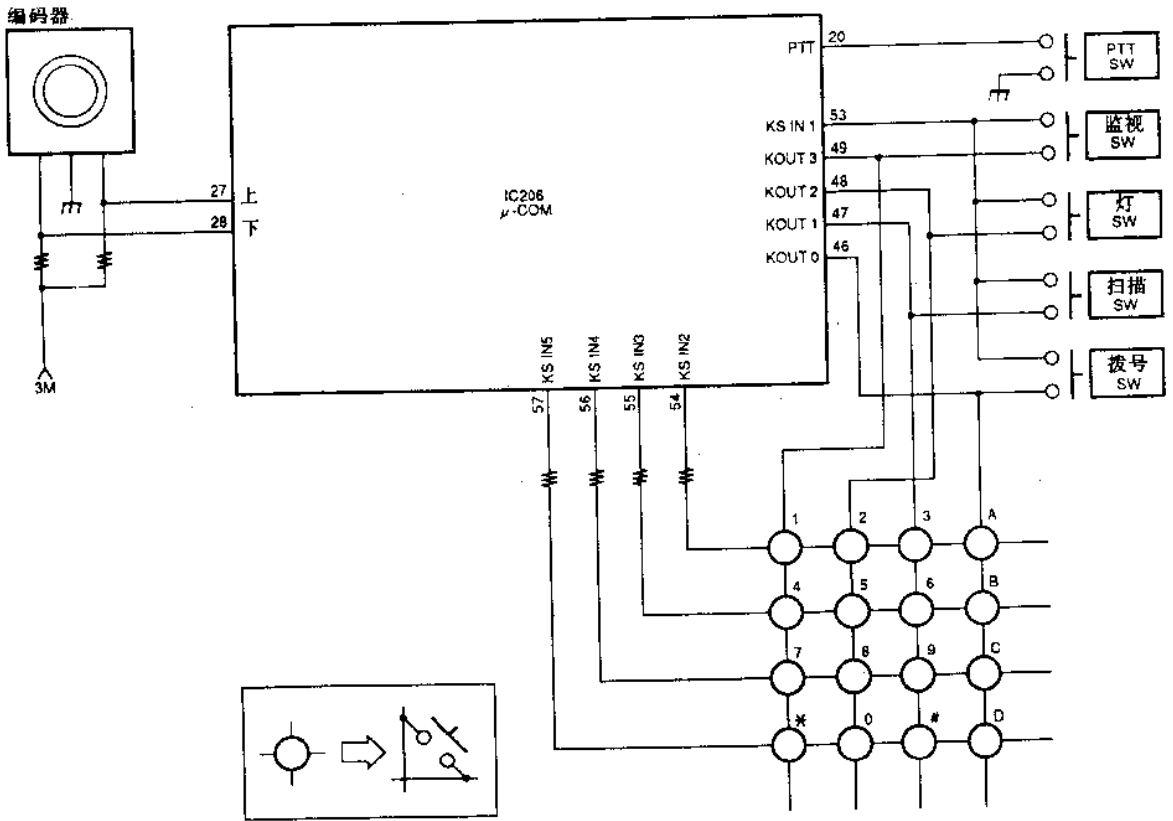 编码器
PTT 20
PTT
SW
KS IN 1 53
监视
SW
KOUT 3 49
KOUT 2 48
灯
SW
KOUT 1 47
KOUT 0 46
扫描
SW
拨号
SW
27 上
28 下
IC206
μ-COM
3M
KS IN5
KS IN4
KS IN3
KS IN2
57
56
55
54
1 2 3 A
4 5 6 B
7 8 9 C
* 0 # D